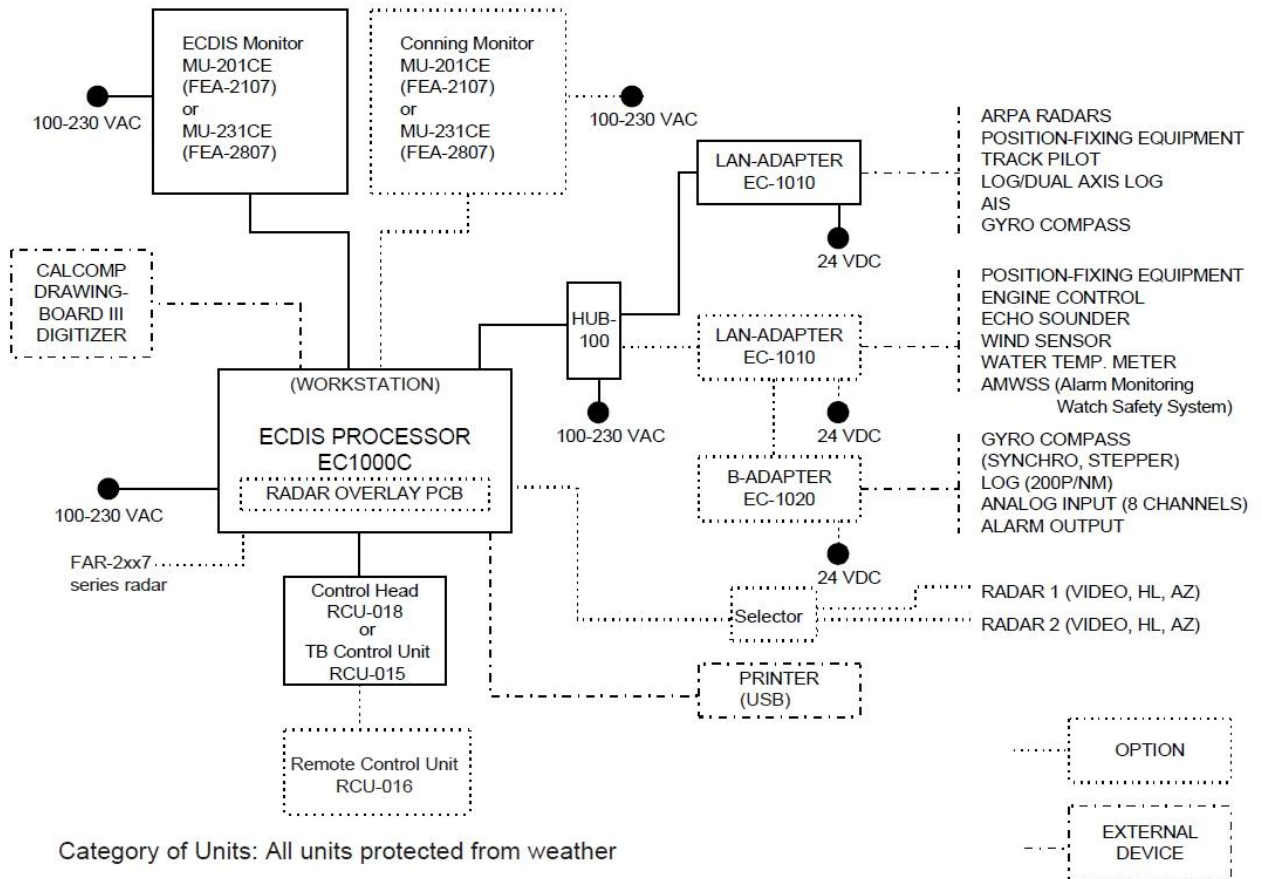 ECDIS Monitor
MU-201CE
(FEA-2107)
or
MU-231CE
(FEA-2807)
100-230 VAC
Conning Monitor
MU-201CE
(FEA-2107)
or
MU-231CE
(FEA-2807)
100-230 VAC
LAN-ADAPTER
EC-1010
24 VDC
ARPA RADARS
POSITION-FIXING EQUIPMENT
TRACK PILOT
LOG/DUAL AXIS LOG
AIS
GYRO COMPASS
CALCOMP
DRAWING-
BOARD III
DIGITIZER
HUB-
100
100-230 VAC
LAN-ADAPTER
EC-1010
24 VDC
POSITION-FIXING EQUIPMENT
ENGINE CONTROL
ECHO SOUNDER
WIND SENSOR
WATER TEMP. METER
AMWSS (Alarm Monitoring
Watch Safety System)
(WORKSTATION)
ECDIS PROCESSOR
EC1000C
RADAR OVERLAY PCB
100-230 VAC
B-ADAPTER
EC-1020
24 VDC
GYRO COMPASS
(SYNCHRO, STEPPER)
LOG (200P/NM)
ANALOG INPUT (8 CHANNELS)
ALARM OUTPUT
FAR-2xx7
series radar
Control Head
RCU-018
or
TB Control Unit
RCU-015
Selector
RADAR 1 (VIDEO, HL, AZ)
RADAR 2 (VIDEO, HL, AZ)
PRINTER
(USB)
Remote Control Unit
RCU-016
OPTION
EXTERNAL
DEVICE
Category of Units: All units protected from weather